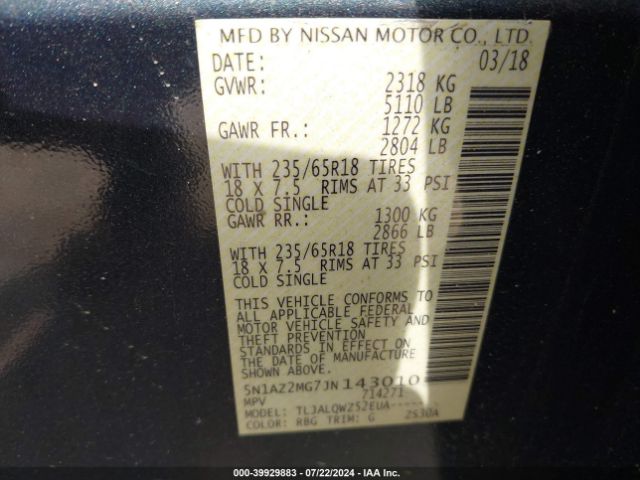 MFD BY NISSAN MOTOR CO., LTD.
DATE: 03/18
GVWR: 2318 KG
5110 LB
GAWR FR.: 1272 KG
2804 LB
WITH 235/65R18 TIRES
18 X 7.5 RIMS AT 33 PSI
COLD SINGLE
GAWR RR.: 1300 KG
2866 LB
WITH 235/65R18 TIRES
18 X 7.5 RIMS AT 33 PSI
COLD SINGLE
THIS VEHICLE CONFORMS TO
ALL APPLICABLE FEDERAL
MOTOR VEHICLE SAFETY AND
THEFT PREVENTION
STANDARDS IN EFFECT ON
THE DATE OF MANUFACTURE
SHOWN ABOVE.
5N1AZ2MG7JN143010
MPV 714271
MODEL: TLJALQWZ52EUA-------
COLOR: RBG TRIM: G ZS30A
000-39929883 / 07/22/2024 / IAA Inc.